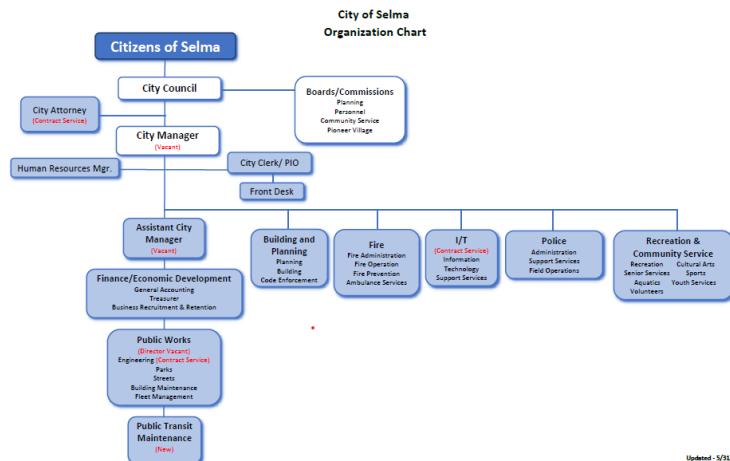 City of Selma
Organization Chart
Citizens of Selma
City Council
Boards/Commissions
Planning
Personnel
Community Service
Pioneer Village
City Attorney
(Contract Service)
City Manager
(Vacant)
Human Resources Mgr.
City Clerk/ PIO
Front Desk
Assistant City
Manager
(Vacant)
Building and
Planning
Planning
Building
Code Enforcement
Fire
Fire Administration
Fire Operation
Fire Prevention
Ambulance Services
I/T
(Contract Service)
Information
Technology
Support Services
Police
Administration
Support Services
Field Operations
Recreation &
Community Service
Recreation Cultural Arts
Senior Services Sports
Aquatics Youth Services
Volunteers
Finance/Economic Development
General Accounting
Treasurer
Business Recruitment & Retention
Public Works
(Director Vacant)
Engineering (Contract Service)
Parks
Streets
Building Maintenance
Fleet Management
Public Transit
Maintenance
(New)
Updated - 5/31